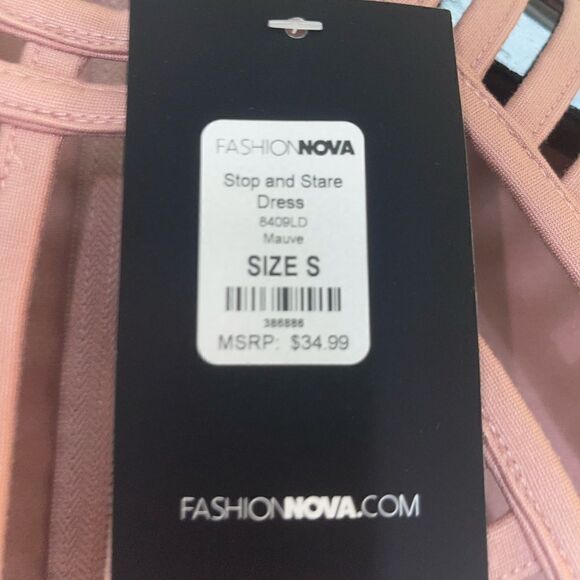 FASHIONNOVA
Stop and Stare
Dress
8409LD
Mauve
SIZE S
386886
MSRP: $34.99
FASHIONNOVA.COM